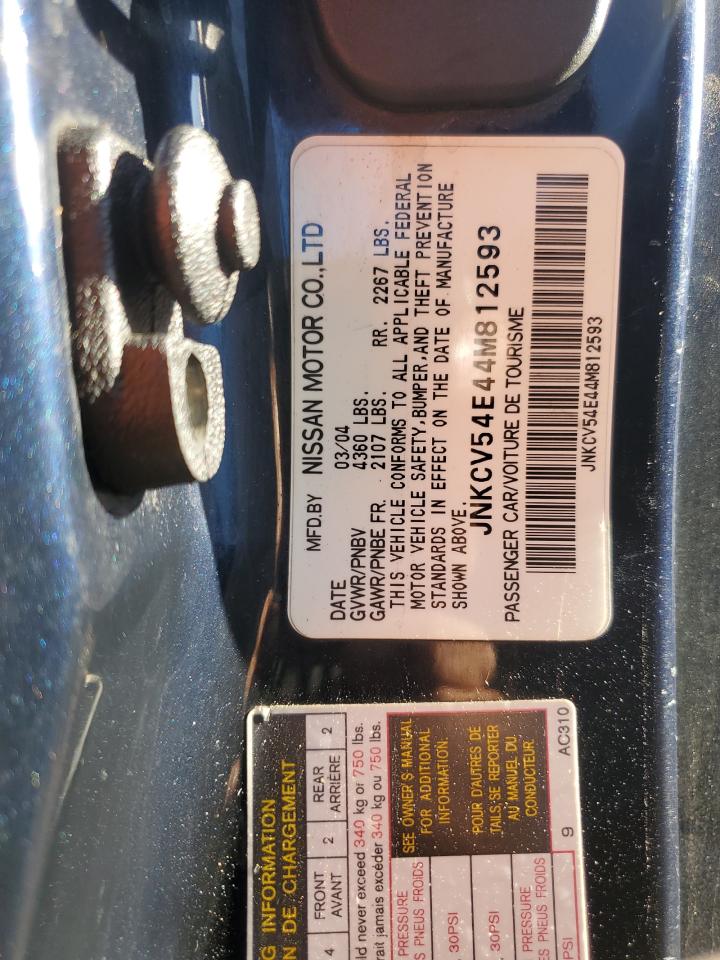 MFD.BY NISSAN MOTOR CO.,LTD
DATE 03/04
GVWR/PNBV 4360 LBS.
GAWR/PNBE FR. 2107 LBS. RR. 2267 LBS.
THIS VEHICLE CONFORMS TO ALL APPLICABLE FEDERAL
MOTOR VEHICLE SAFETY,BUMPER,AND THEFT PREVENTION
STANDARDS IN EFFECT ON THE DATE OF MANUFACTURE
SHOWN ABOVE.
JNKCV54E44M812593
PASSENGER CAR/VOITURE DE TOURISME
JNKCV54E44M812593
G INFORMATION
N DE CHARGEMENT
4 FRONT 2 REAR 2
AVANT ARRIÈRE
ld never exceed 340 kg or 750 lbs.
rait jamais excéder 340 kg ou 750 lbs.
PRESSURE
S PNEUS FROIDS
30PSI
30PSI
PRESSURE
S PNEUS FROIDS
PSI
SEE OWNER'S MANUAL
FOR ADDITIONAL
INFORMATION.
POUR D'AUTRES DE
TAILS,SE REPORTER
AU MANUEL DU
CONDUCTEUR.
9 AC310